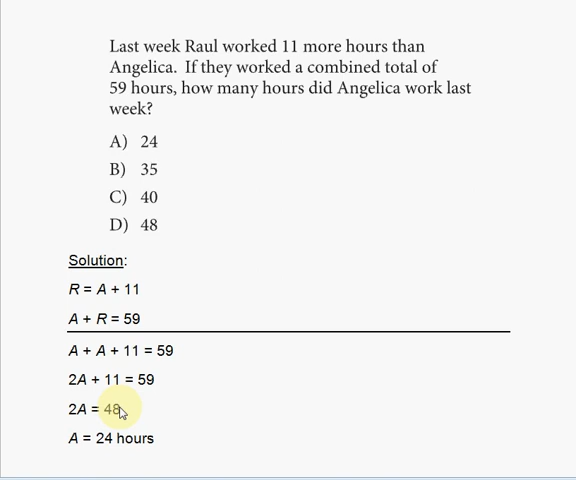 Last week Raul worked 11 more hours than
Angelica. If they worked a combined total of
59 hours, how many hours did Angelica work last
week?
A) 24
B) 35
C) 40
D) 48
Solution:
R = A + 11
A + R = 59
A + A + 11 = 59
2A + 11 = 59
2A = 48
A = 24 hours